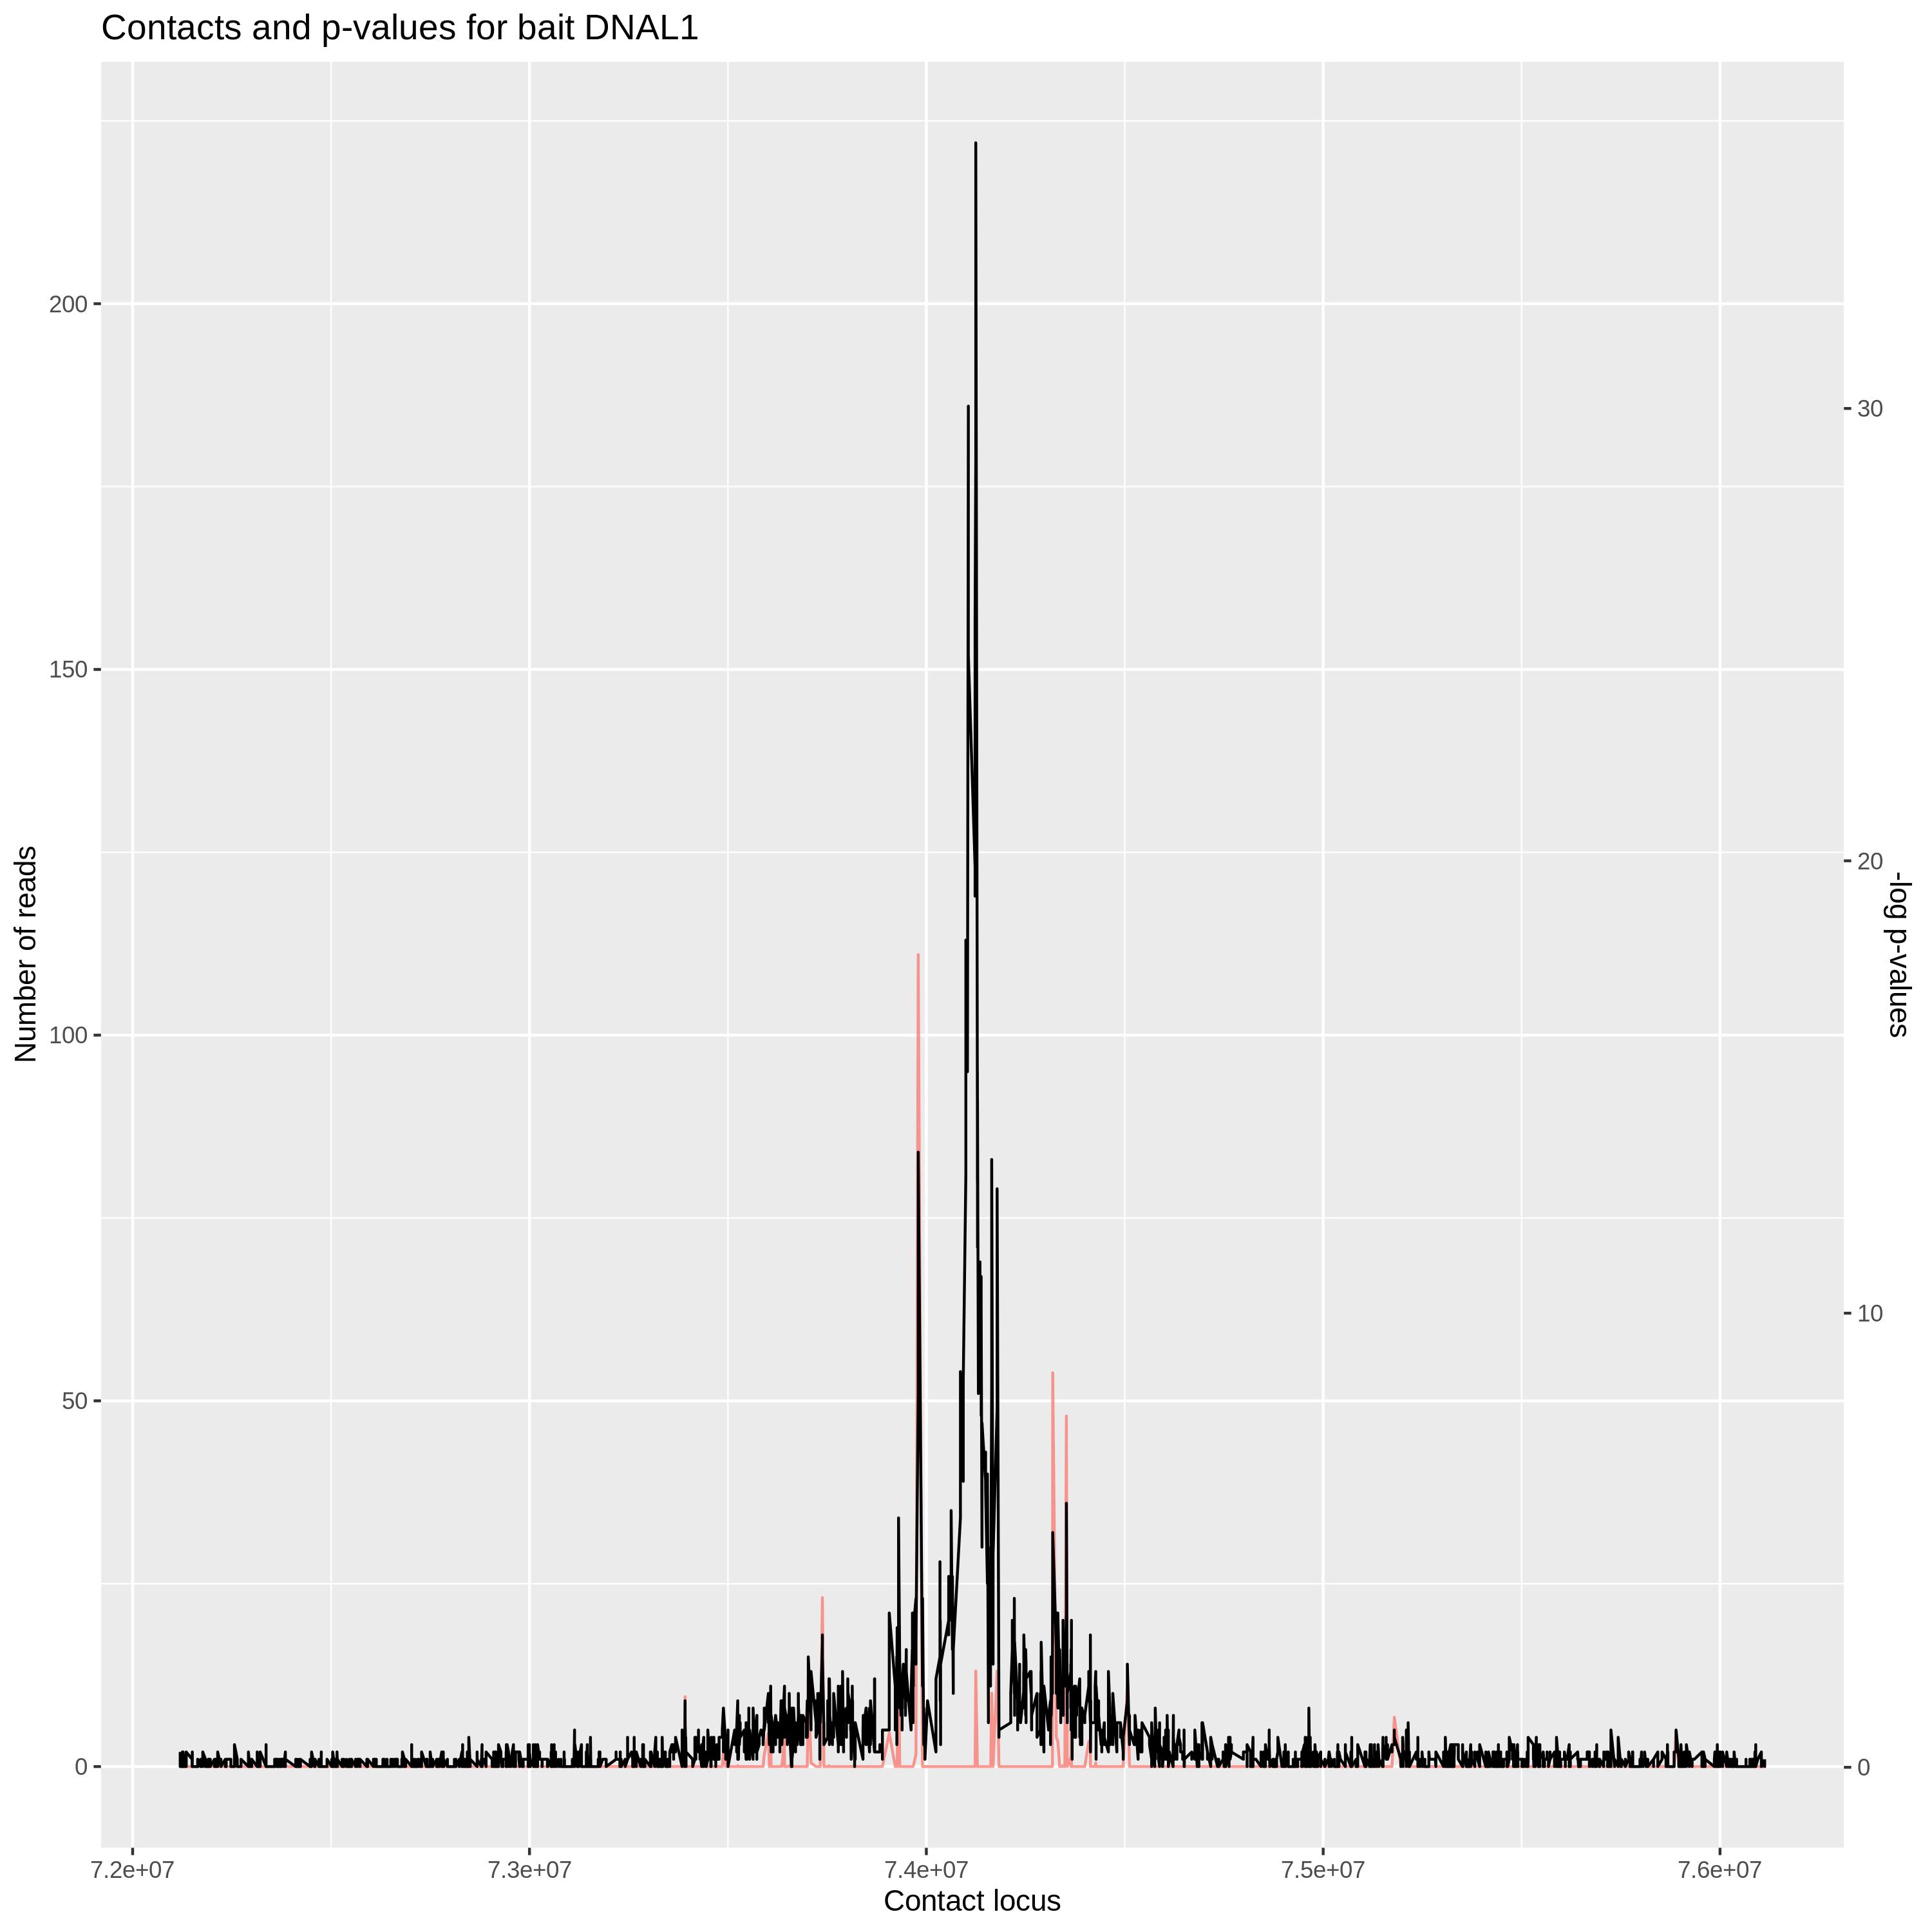 Contacts and p-values for bait DNAL1
Number of reads
200
150
100
50
0
30
20
10
0
-log p-values
7.2e+07 7.3e+07 7.4e+07 7.5e+07 7.6e+07
Contact locus